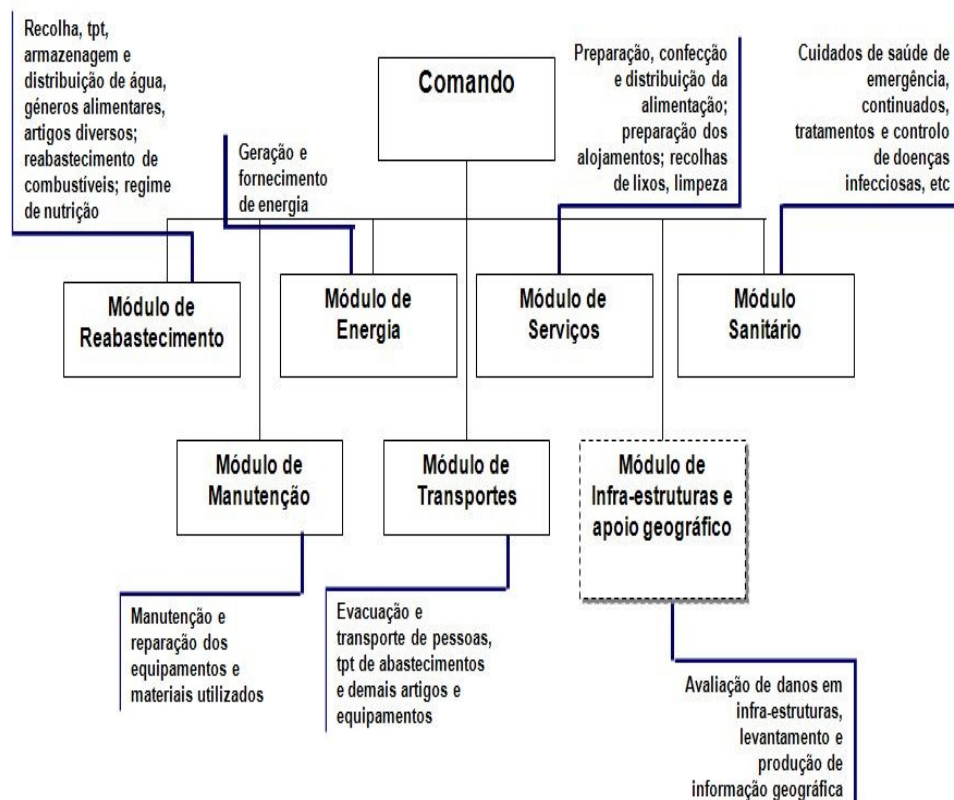 Recolha, tpt,
armazenagem e
distribuição de água,
géneros alimentares,
artigos diversos;
reabastecimento de
combustíveis; regime
de nutrição
Geração e
fornecimento
de energia
Comando
Preparação, confecção
e distribuição da
alimentação;
preparação dos
alojamentos; recolhas
de lixos, limpeza
Cuidados de saúde de
emergência,
continuados,
tratamentos e controlo
de doenças
infecciosas, etc
Módulo de
Reabastecimento
Módulo de
Energia
Módulo de
Serviços
Módulo
Sanitário
Módulo de
Manutenção
Módulo de
Transportes
Módulo de
Infra-estruturas e
apoio geográfico
Manutenção e
reparação dos
equipamentos e
materiais utilizados
Evacuação e
transporte de pessoas,
tpt de abastecimentos
e demais artigos e
equipamentos
Avaliação de danos em
infra-estruturas,
levantamento e
produção de
informação geográfica